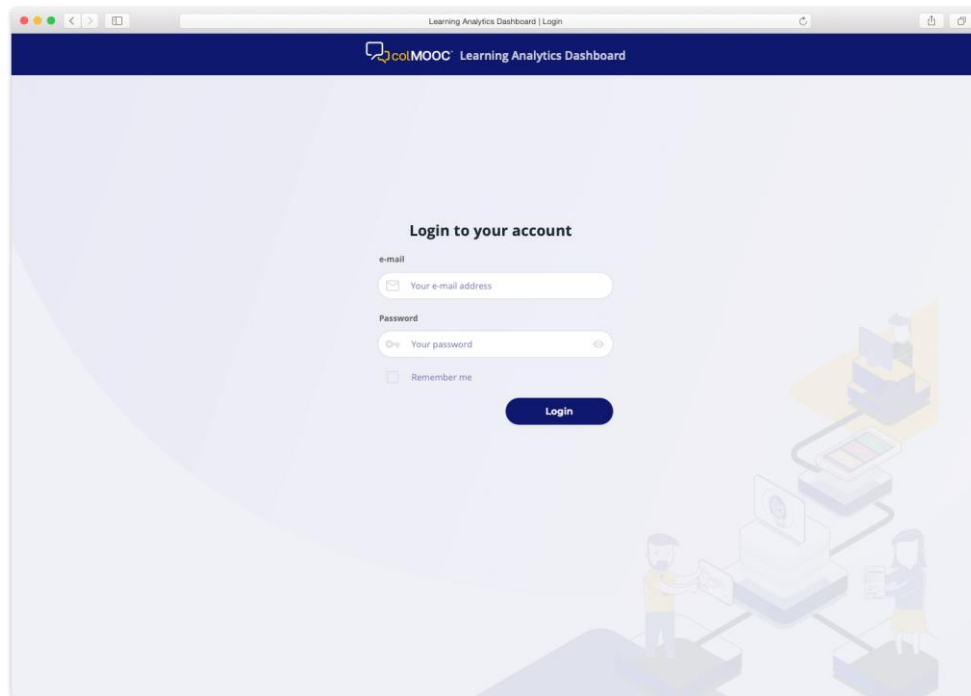 Learning Analytics Dashboard | Login
colMOOC Learning Analytics Dashboard
Login to your account
e-mail
Your e-mail address
Password
Your password
Remember me
Login